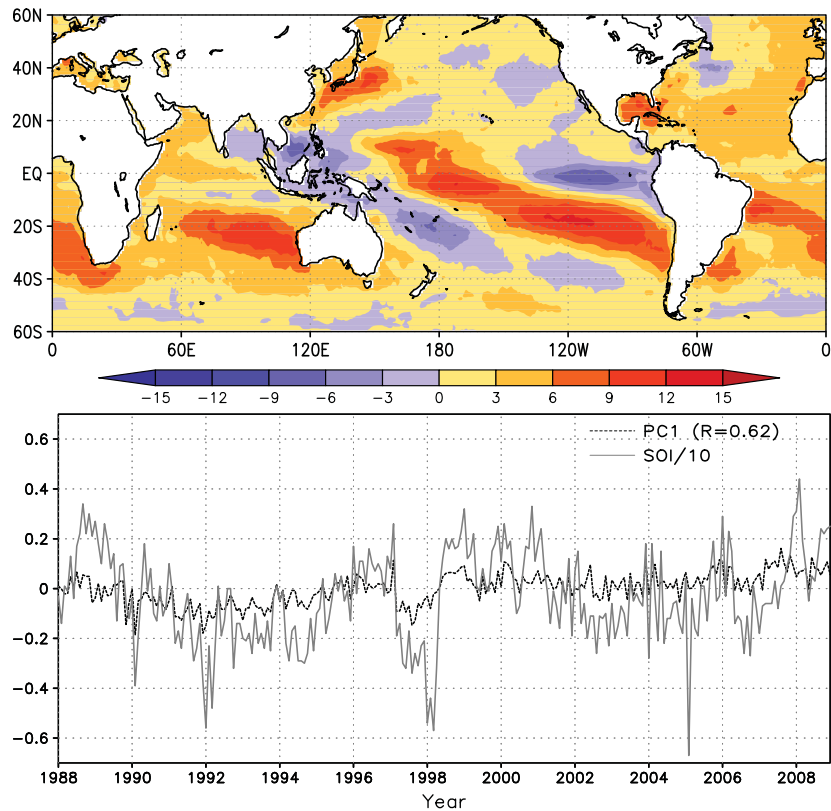 60N
40N
20N
EQ
20S
40S
60S
0 60E 120E 180 120W 60W 0
−15 −12 −9 −6 −3 0 3 6 9 12 15
PC1 (R=0.62)
SOI/10
0.6
0.4
0.2
0
−0.2
−0.4
−0.6
1988 1990 1992 1994 1996 1998 2000 2002 2004 2006 2008
Year